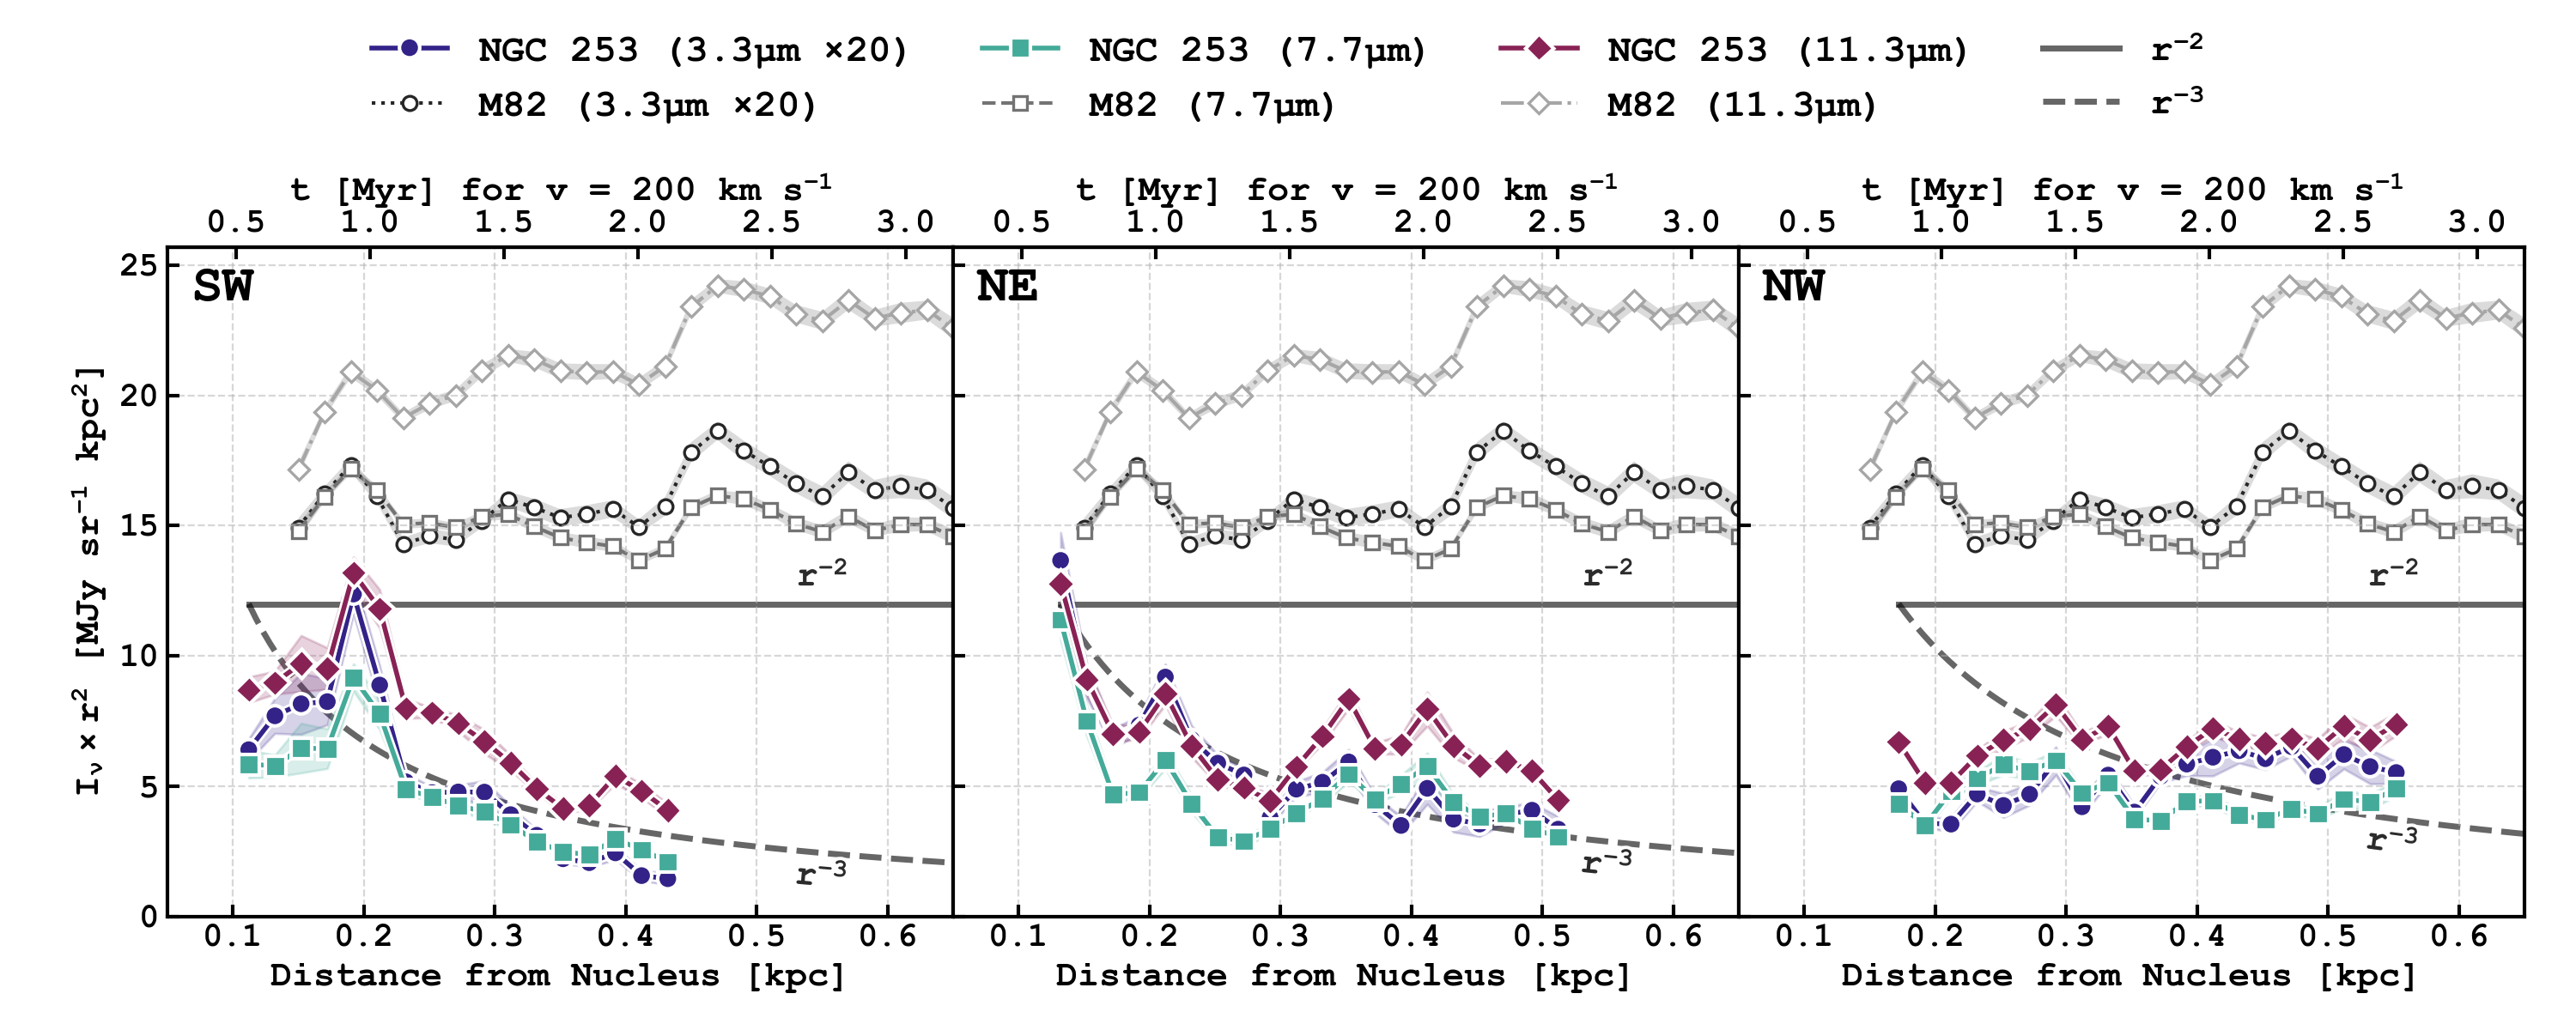 NGC 253 (3.3μm ×20) NGC 253 (7.7μm) NGC 253 (11.3μm) r⁻²
M82 (3.3μm ×20) M82 (7.7μm) M82 (11.3μm) r⁻³
t [Myr] for v = 200 km s⁻¹ t [Myr] for v = 200 km s⁻¹ t [Myr] for v = 200 km s⁻¹
0.5 1.0 1.5 2.0 2.5 3.0 0.5 1.0 1.5 2.0 2.5 3.0 0.5 1.0 1.5 2.0 2.5 3.0
SW NE NW
25
20
15
10
5
0
Iν × r² [MJy sr⁻¹ kpc²]
r⁻² r⁻² r⁻²
r⁻³ r⁻³ r⁻³
0.1 0.2 0.3 0.4 0.5 0.6 0.1 0.2 0.3 0.4 0.5 0.6 0.1 0.2 0.3 0.4 0.5 0.6
Distance from Nucleus [kpc] Distance from Nucleus [kpc] Distance from Nucleus [kpc]